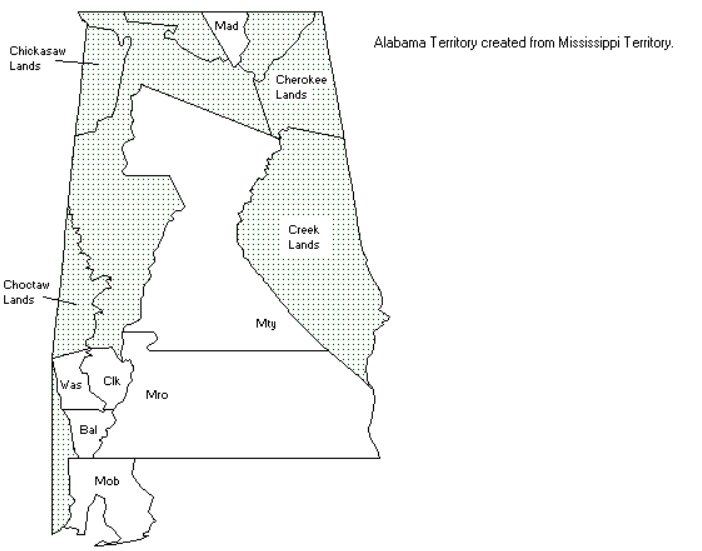 Mad
Alabama Territory created from Mississippi Territory.
Chickasaw
Lands
Cherokee
Lands
Creek
Lands
Choctaw
Lands
Mty
Was
Clk
Mro
Bal
Mob